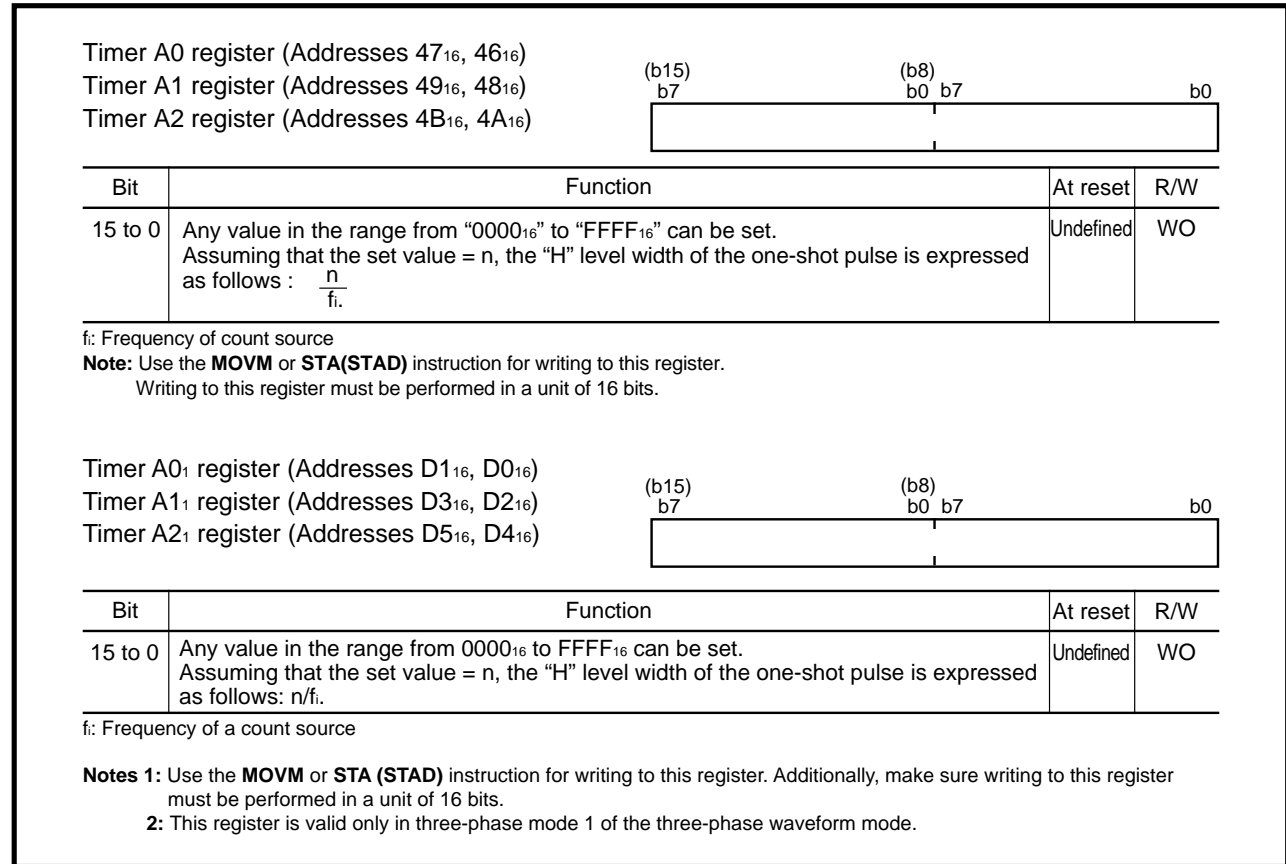 Timer A0 register (Addresses 47₁₆, 46₁₆)
Timer A1 register (Addresses 49₁₆, 48₁₆)
Timer A2 register (Addresses 4B₁₆, 4A₁₆)
(b15) (b8)
b7 b0 b7 b0
Bit Function At reset R/W
15 to 0 Any value in the range from “0000₁₆” to “FFFF₁₆” can be set. Undefined WO
Assuming that the set value = n, the “H” level width of the one-shot pulse is expressed
as follows : n
fᵢ.
fᵢ: Frequency of count source
Note: Use the MOVM or STA(STAD) instruction for writing to this register.
Writing to this register must be performed in a unit of 16 bits.
Timer A0₁ register (Addresses D1₁₆, D0₁₆)
Timer A1₁ register (Addresses D3₁₆, D2₁₆)
Timer A2₁ register (Addresses D5₁₆, D4₁₆)
(b15) (b8)
b7 b0 b7 b0
Bit Function At reset R/W
15 to 0 Any value in the range from 0000₁₆ to FFFF₁₆ can be set. Undefined WO
Assuming that the set value = n, the “H” level width of the one-shot pulse is expressed
as follows: n/fᵢ.
fᵢ: Frequency of a count source
Notes 1: Use the MOVM or STA (STAD) instruction for writing to this register. Additionally, make sure writing to this register
must be performed in a unit of 16 bits.
2: This register is valid only in three-phase mode 1 of the three-phase waveform mode.